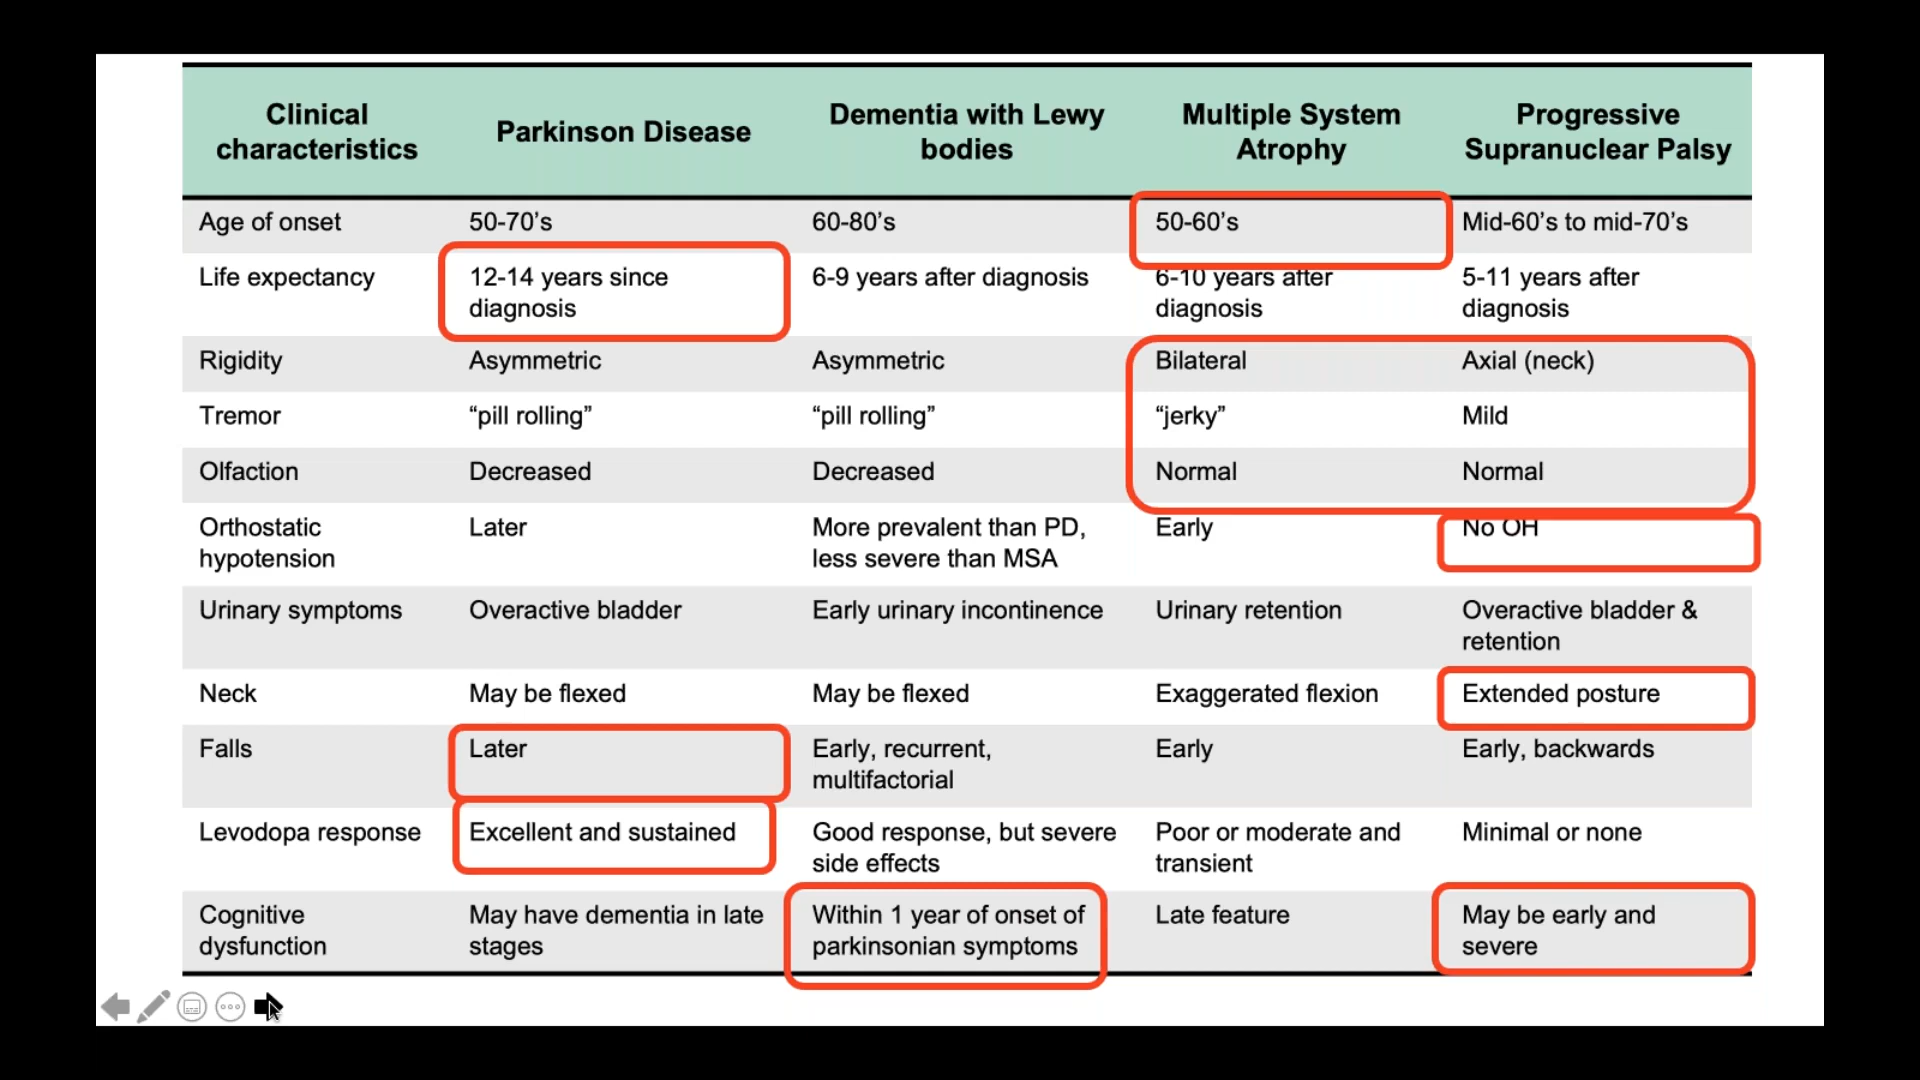 Clinical characteristics
Parkinson Disease
Dementia with Lewy bodies
Multiple System Atrophy
Progressive Supranuclear Palsy
Age of onset
50-70’s
60-80’s
50-60’s
Mid-60’s to mid-70’s
Life expectancy
12-14 years since
diagnosis
6-9 years after diagnosis
6-10 years after
diagnosis
5-11 years after
diagnosis
Rigidity
Asymmetric
Asymmetric
Bilateral
Axial (neck)
Tremor
“pill rolling”
“pill rolling”
“jerky”
Mild
Olfaction
Decreased
Decreased
Normal
Normal
Orthostatic
hypotension
Later
More prevalent than PD,
less severe than MSA
Early
No OH
Urinary symptoms
Overactive bladder
Early urinary incontinence
Urinary retention
Overactive bladder &
retention
Neck
May be flexed
May be flexed
Exaggerated flexion
Extended posture
Falls
Later
Early, recurrent,
multifactorial
Early
Early, backwards
Levodopa response
Excellent and sustained
Good response, but severe
side effects
Poor or moderate and
transient
Minimal or none
Cognitive
dysfunction
May have dementia in late
stages
Within 1 year of onset of
parkinsonian symptoms
Late feature
May be early and
severe